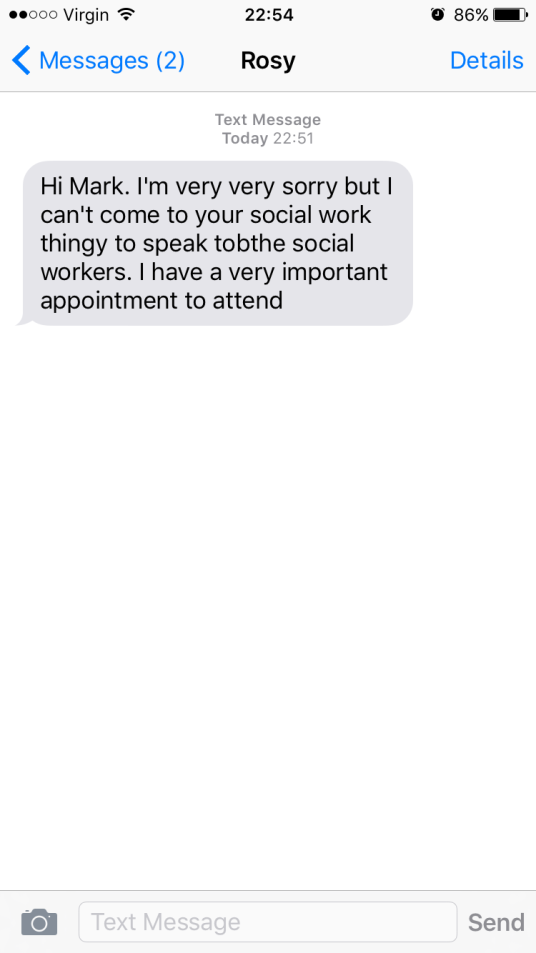 Virgin 22:54 86%
Messages (2) Rosy Details
Text Message
Today 22:51
Hi Mark. I'm very very sorry but I
can't come to your social work
thingy to speak tobthe social
workers. I have a very important
appointment to attend
Text Message Send